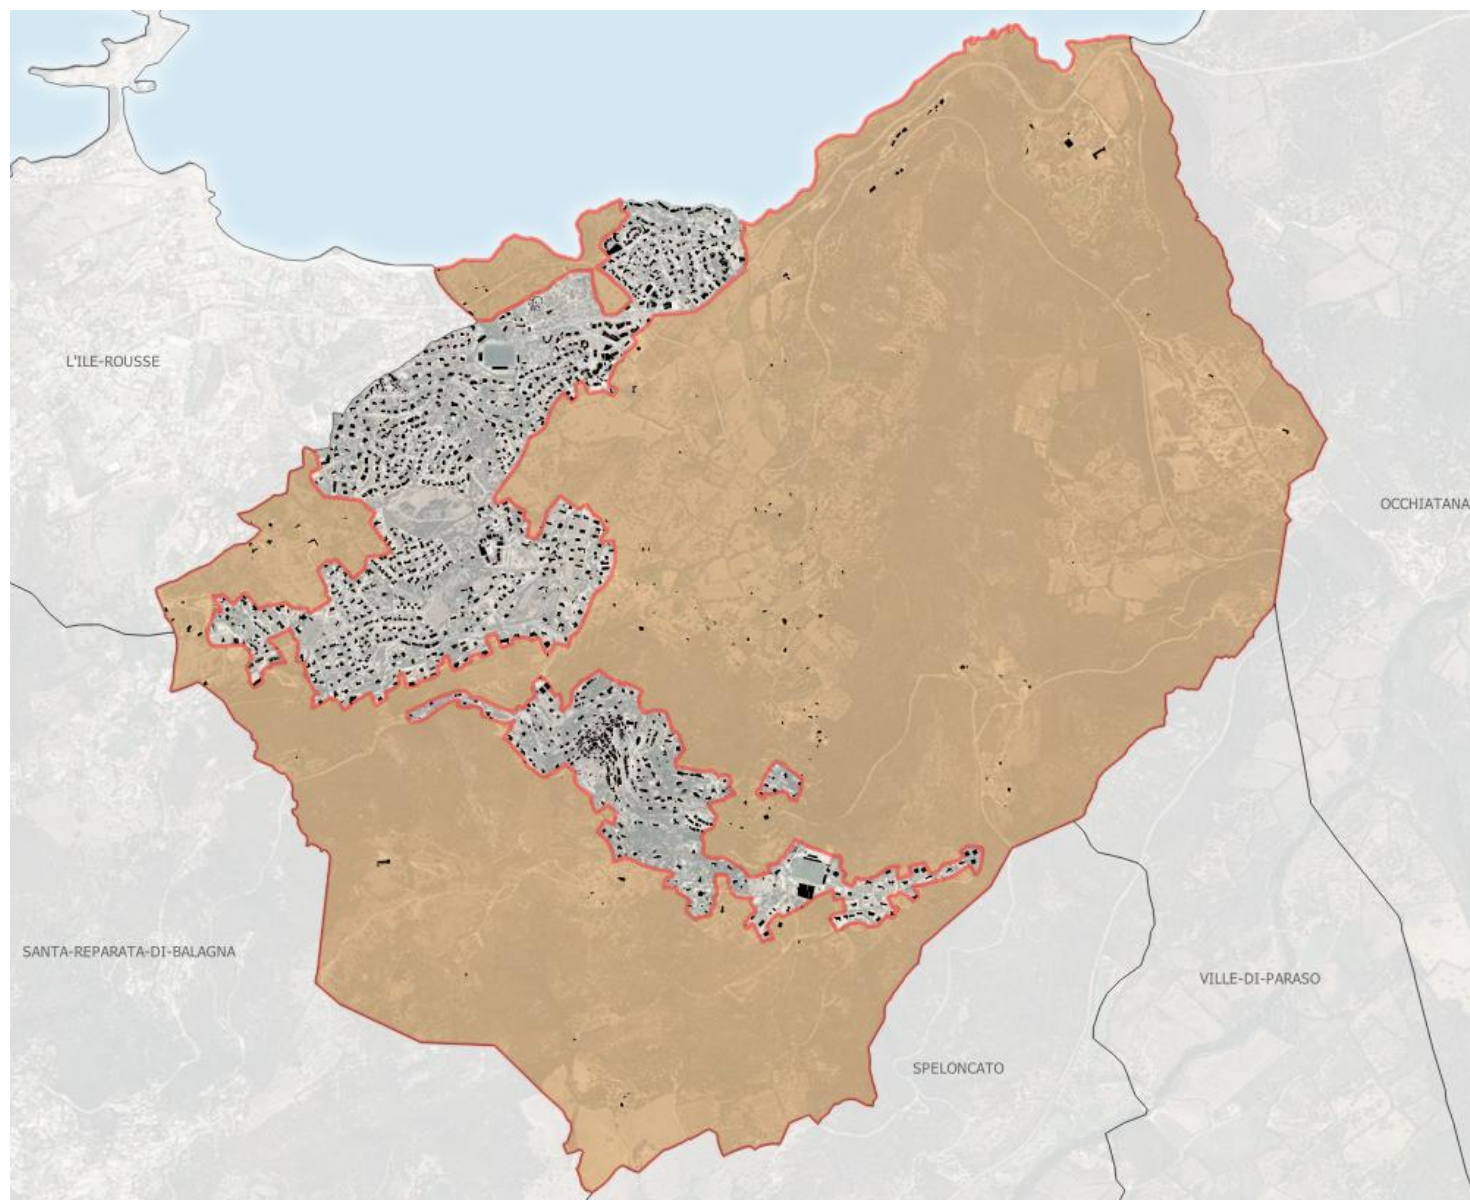 L'ILE-ROUSSE
OCCHIATANA
SANTA-REPARATA-DI-BALAGNA
VILLE-DI-PARASO
SPELONCATO